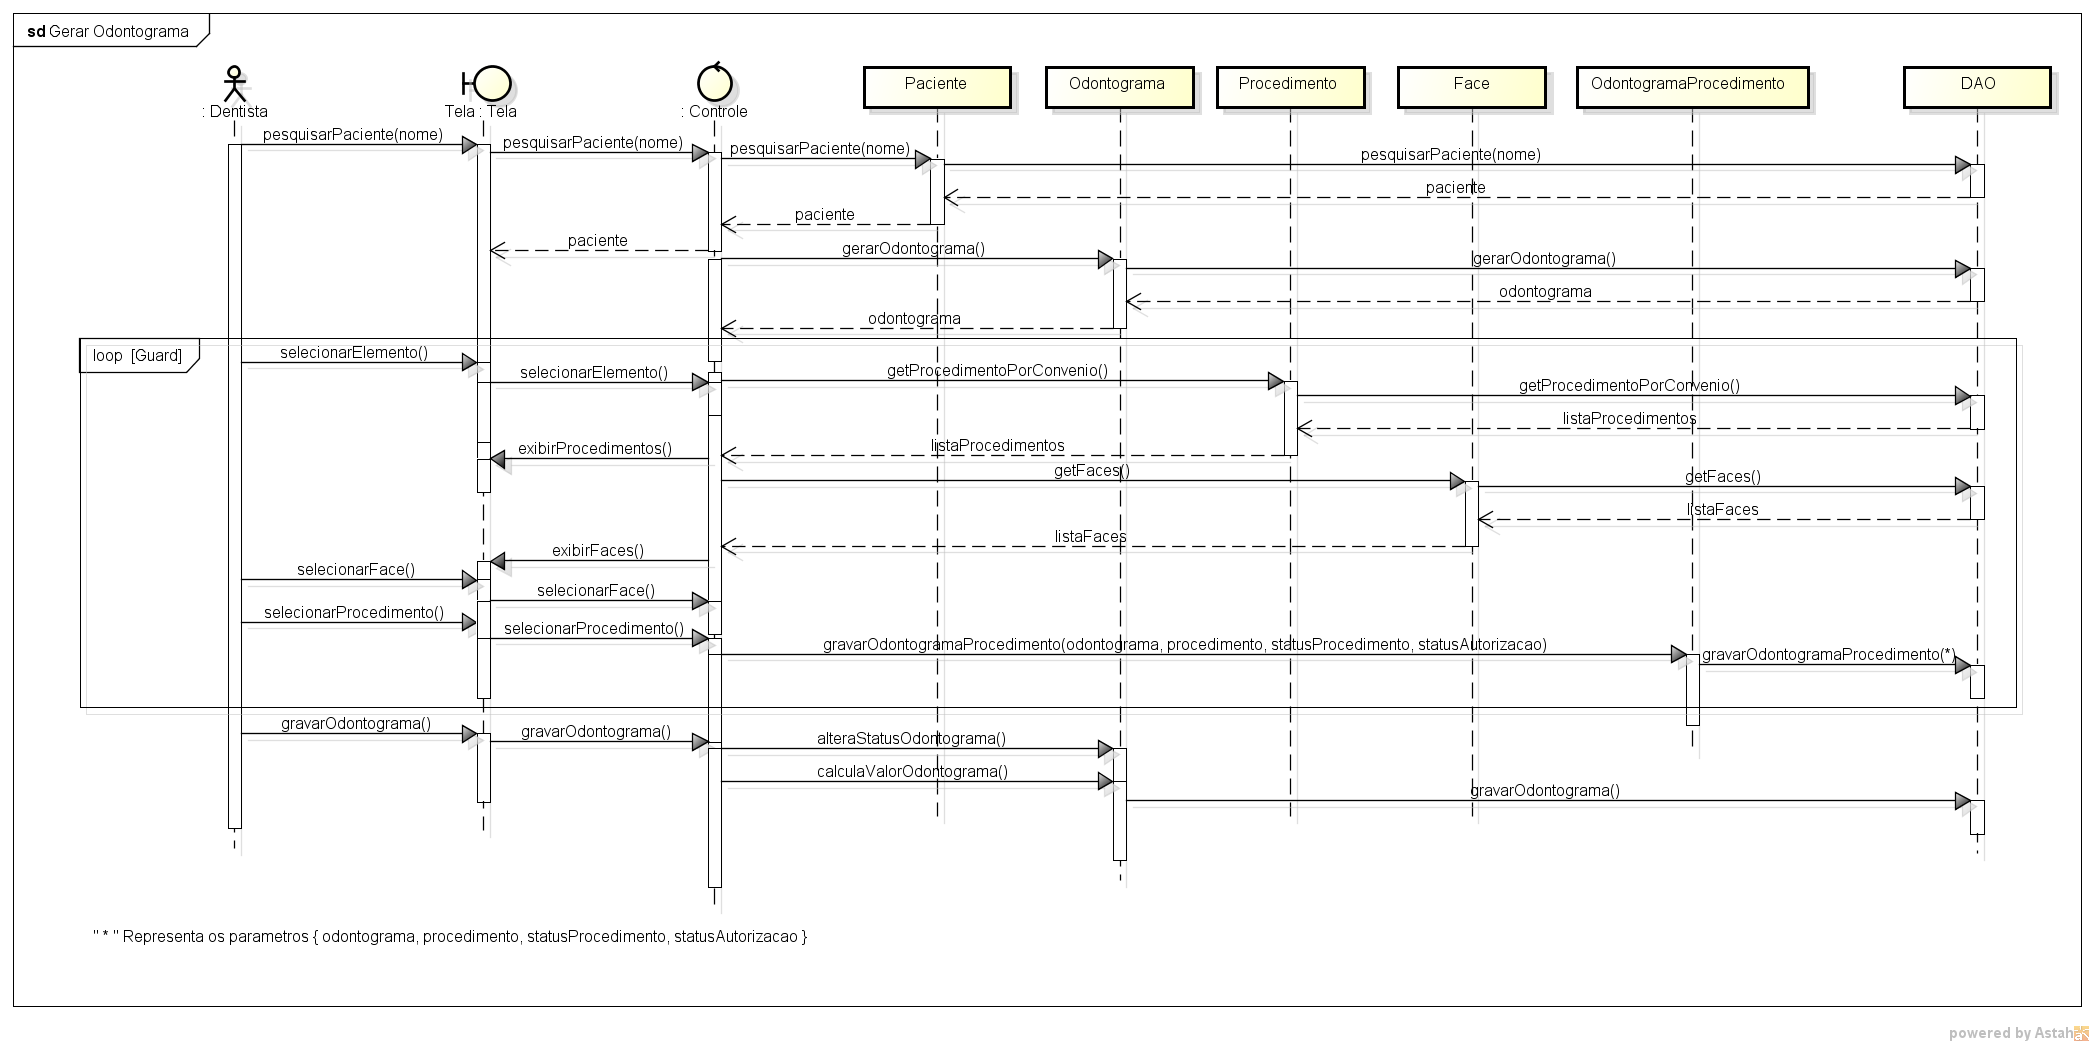 sd Gerar Odontograma
: Dentista
Tela : Tela
: Controle
Paciente
Odontograma
Procedimento
Face
OdontogramaProcedimento
DAO
pesquisarPaciente(nome)
pesquisarPaciente(nome)
pesquisarPaciente(nome)
pesquisarPaciente(nome)
paciente
paciente
paciente
gerarOdontograma()
gerarOdontograma()
odontograma
odontograma
loop [Guard]
selecionarElemento()
selecionarElemento()
getProcedimentoPorConvenio()
getProcedimentoPorConvenio()
listaProcedimentos
listaProcedimentos
exibirProcedimentos()
getFaces()
getFaces()
listaFaces
listaFaces
exibirFaces()
selecionarFace()
selecionarFace()
selecionarProcedimento()
selecionarProcedimento()
gravarOdontogramaProcedimento(odontograma, procedimento, statusProcedimento, statusAutorizacao)
gravarOdontogramaProcedimento(*)
gravarOdontograma()
gravarOdontograma()
alteraStatusOdontograma()
calculaValorOdontograma()
gravarOdontograma()
" * " Representa os parametros { odontograma, procedimento, statusProcedimento, statusAutorizacao }
powered by Astah